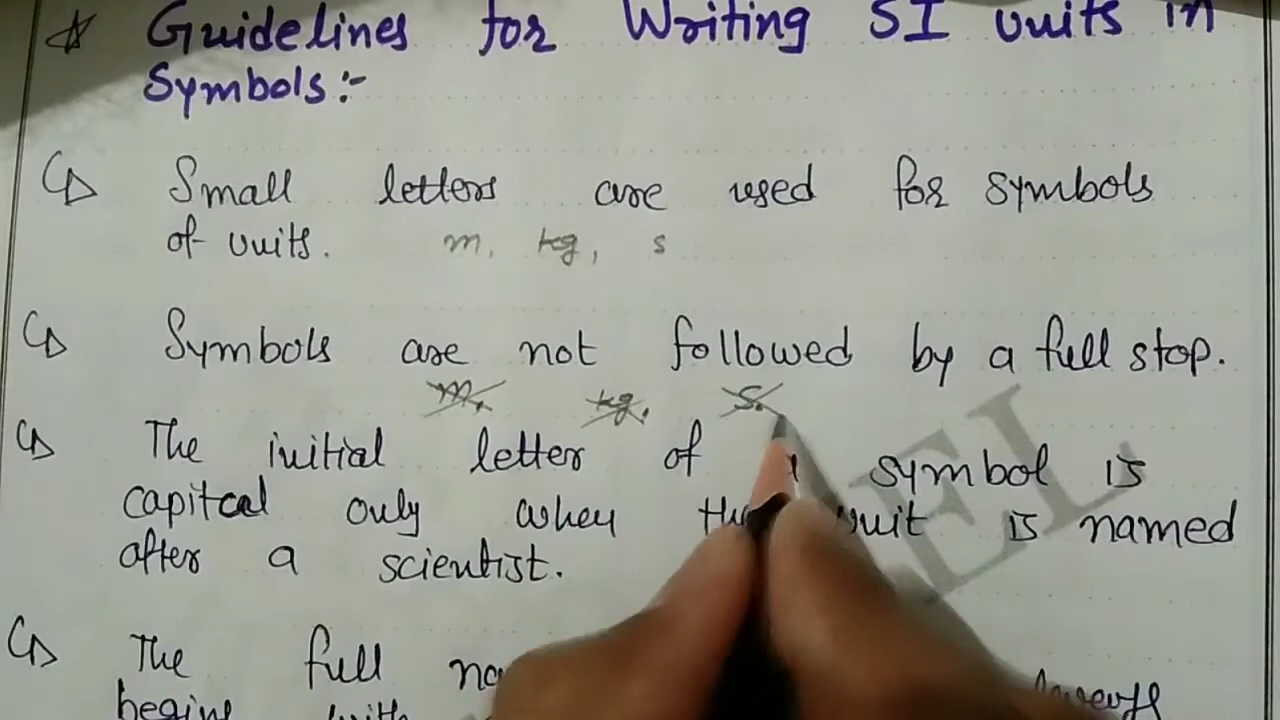 Guidelines for Writing SI units in
Symbols:-
Small letters are used for symbols
of units. m, kg, s
Symbols are not followed by a full stop.
m. kg. s.
The initial letter of symbol is
capital only when unit is named
after a scientist.
The full
begins with